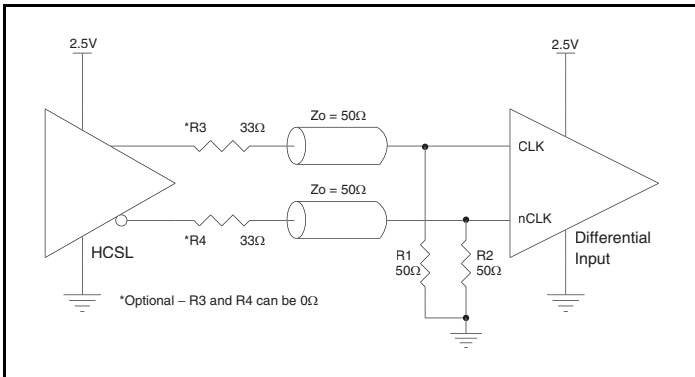 2.5V
2.5V
*R3
33Ω
Zo = 50Ω
CLK
Zo = 50Ω
nCLK
HCSL
*R4
33Ω
R1
50Ω
R2
50Ω
Differential
Input
*Optional – R3 and R4 can be 0Ω